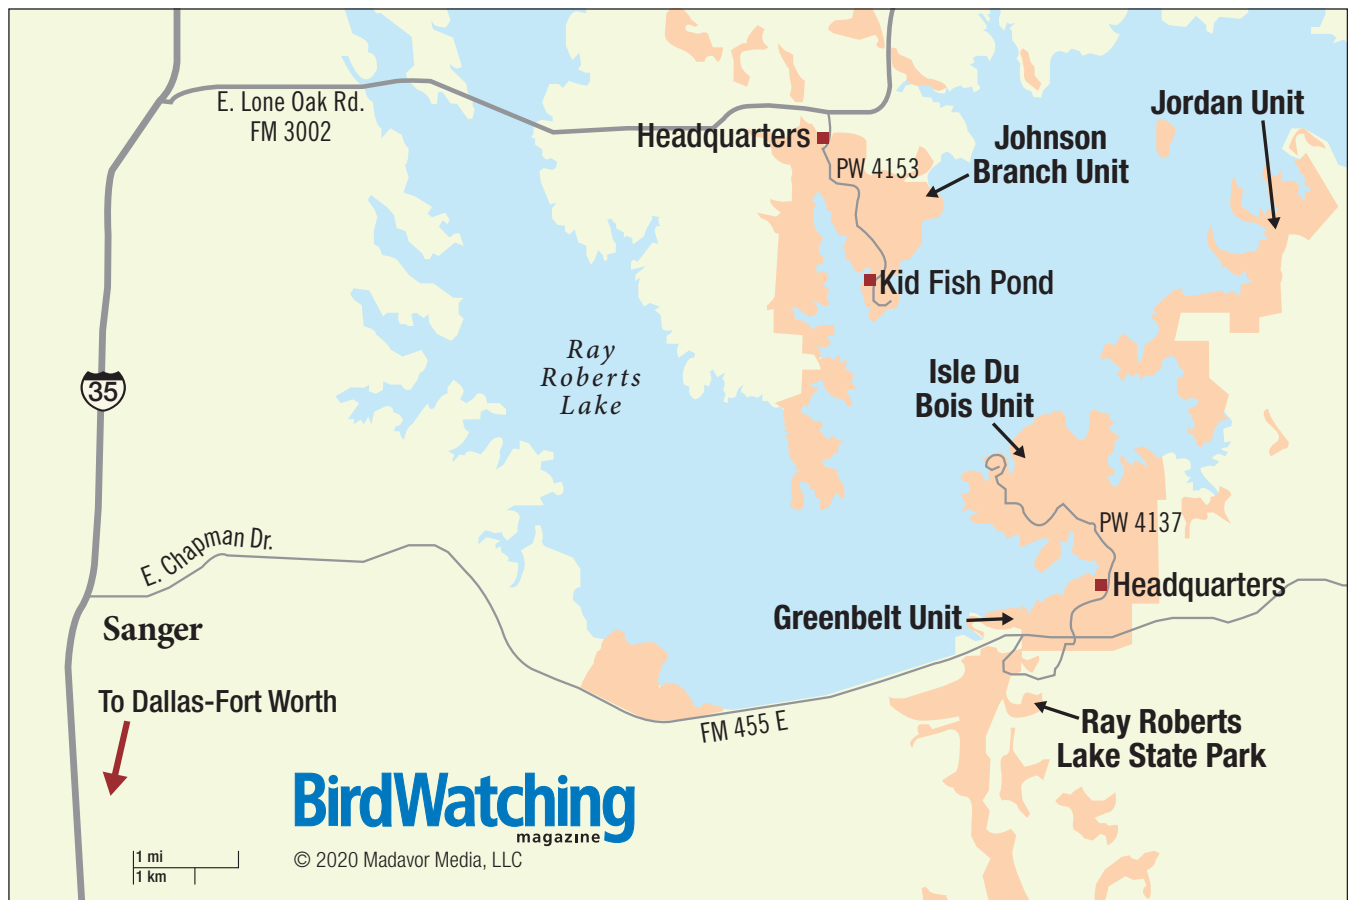 E. Lone Oak Rd.
FM 3002
Headquarters
PW 4153
Johnson
Branch Unit
Jordan Unit
Kid Fish Pond
Ray
Roberts
Lake
Isle Du
Bois Unit
35
PW 4137
E. Chapman Dr.
Headquarters
Greenbelt Unit
Sanger
To Dallas-Fort Worth
FM 455 E
Ray Roberts
Lake State Park
BirdWatching
magazine
© 2020 Madavor Media, LLC
1 mi
1 km